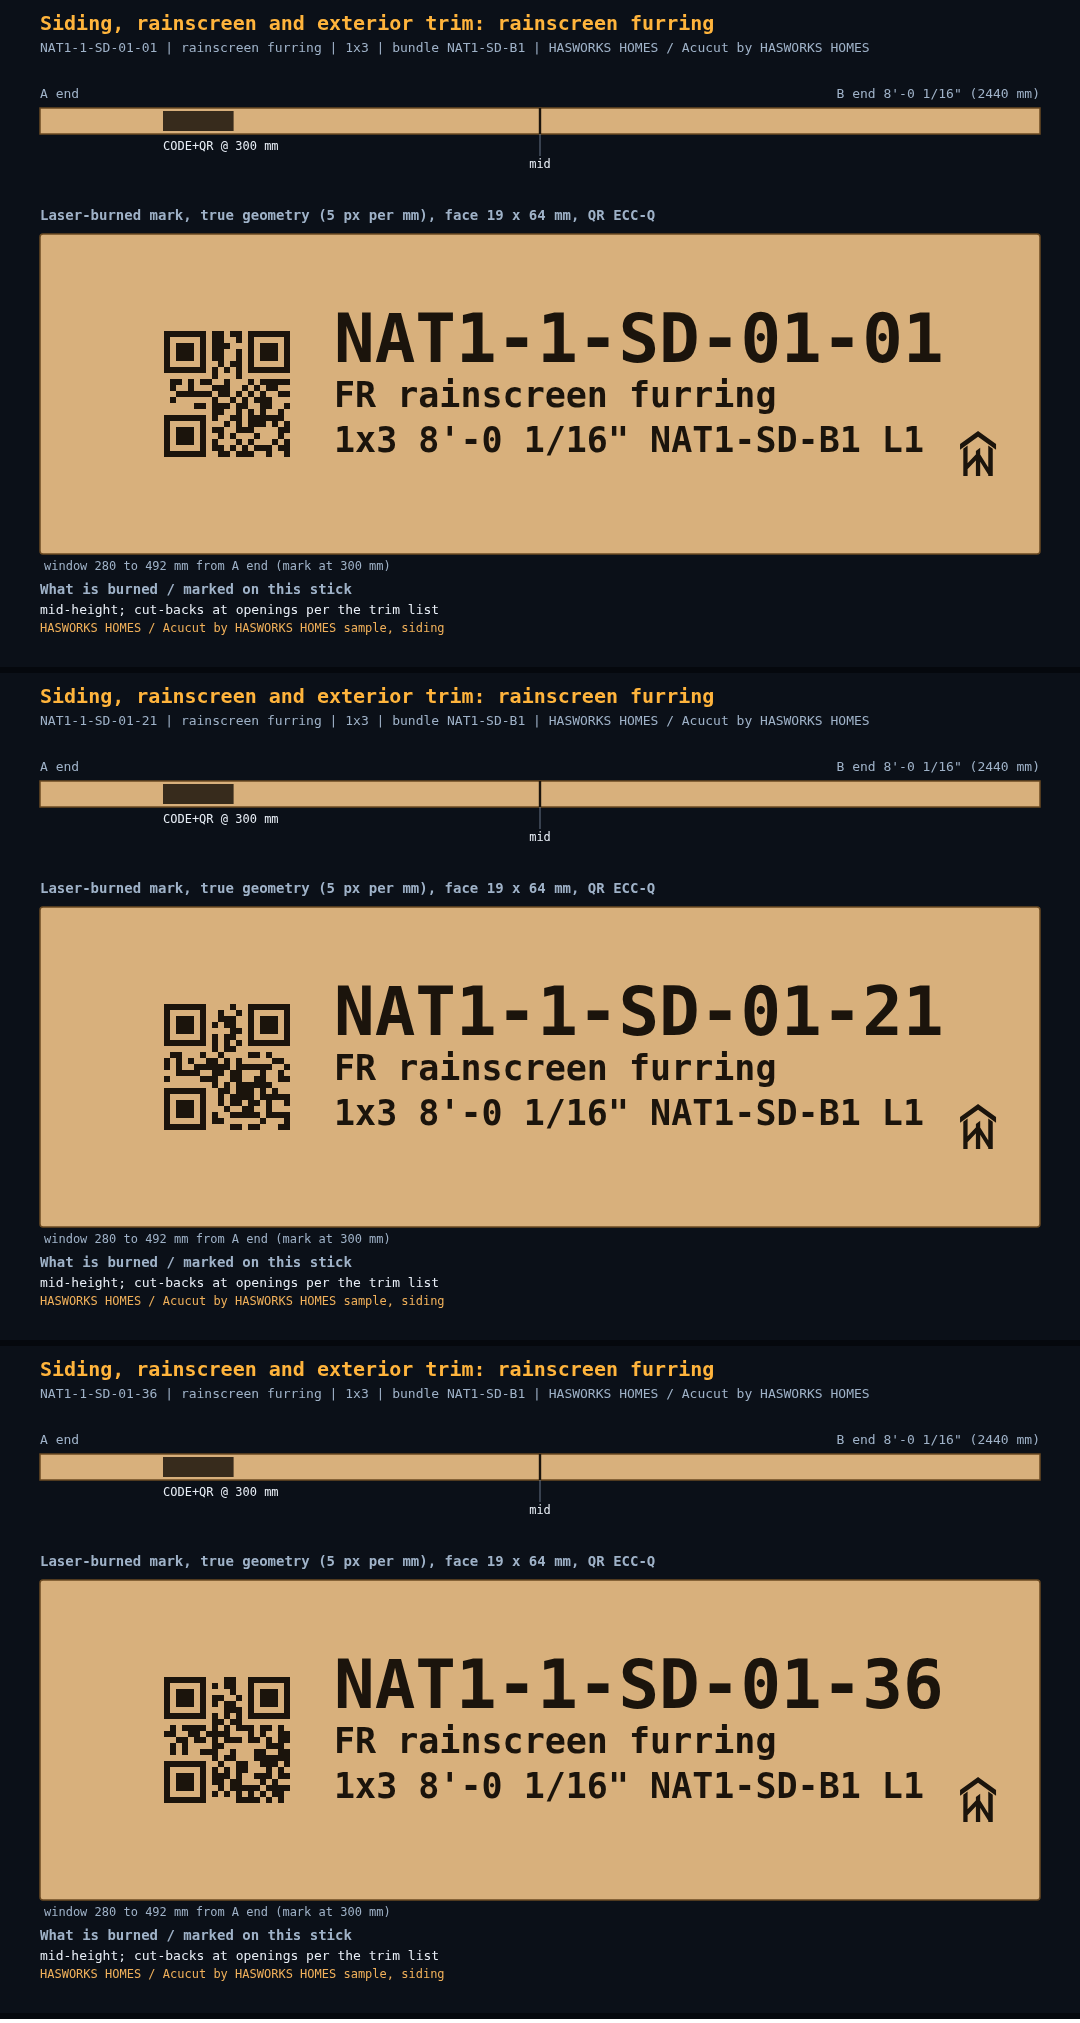 Siding, rainscreen and exterior trim: rainscreen furring
NAT1-1-SD-01-01 | rainscreen furring | 1x3 | bundle NAT1-SD-B1 | HASWORKS HOMES / Acucut by HASWORKS HOMES
A end B end 8'-0 1/16" (2440 mm)
CODE+QR @ 300 mm
mid
Laser-burned mark, true geometry (5 px per mm), face 19 x 64 mm, QR ECC-Q
NAT1-1-SD-01-01
FR rainscreen furring
1x3 8'-0 1/16" NAT1-SD-B1 L1
window 280 to 492 mm from A end (mark at 300 mm)
What is burned / marked on this stick
mid-height; cut-backs at openings per the trim list
HASWORKS HOMES / Acucut by HASWORKS HOMES sample, siding
Siding, rainscreen and exterior trim: rainscreen furring
NAT1-1-SD-01-21 | rainscreen furring | 1x3 | bundle NAT1-SD-B1 | HASWORKS HOMES / Acucut by HASWORKS HOMES
A end B end 8'-0 1/16" (2440 mm)
CODE+QR @ 300 mm
mid
Laser-burned mark, true geometry (5 px per mm), face 19 x 64 mm, QR ECC-Q
NAT1-1-SD-01-21
FR rainscreen furring
1x3 8'-0 1/16" NAT1-SD-B1 L1
window 280 to 492 mm from A end (mark at 300 mm)
What is burned / marked on this stick
mid-height; cut-backs at openings per the trim list
HASWORKS HOMES / Acucut by HASWORKS HOMES sample, siding
Siding, rainscreen and exterior trim: rainscreen furring
NAT1-1-SD-01-36 | rainscreen furring | 1x3 | bundle NAT1-SD-B1 | HASWORKS HOMES / Acucut by HASWORKS HOMES
A end B end 8'-0 1/16" (2440 mm)
CODE+QR @ 300 mm
mid
Laser-burned mark, true geometry (5 px per mm), face 19 x 64 mm, QR ECC-Q
NAT1-1-SD-01-36
FR rainscreen furring
1x3 8'-0 1/16" NAT1-SD-B1 L1
window 280 to 492 mm from A end (mark at 300 mm)
What is burned / marked on this stick
mid-height; cut-backs at openings per the trim list
HASWORKS HOMES / Acucut by HASWORKS HOMES sample, siding